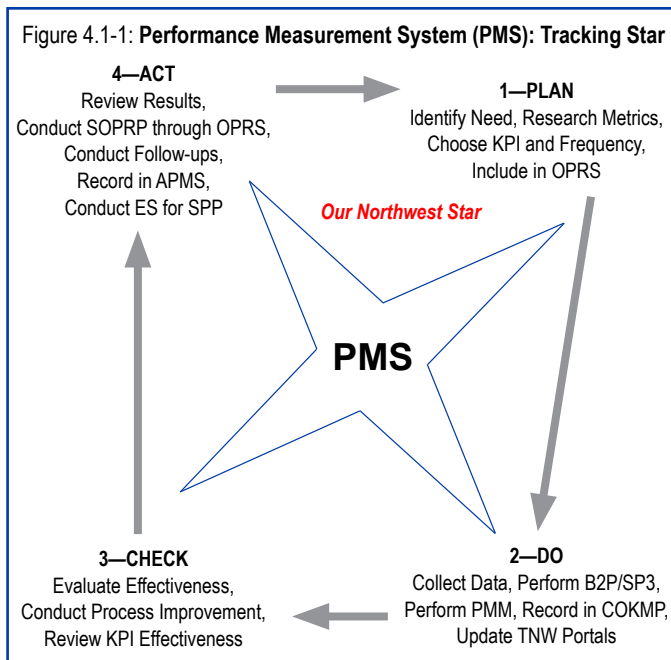 Figure 4.1-1: Performance Measurement System (PMS): Tracking Star
4—ACT
Review Results,
Conduct SOPRP through OPRS,
Conduct Follow-ups,
Record in APMS,
Conduct ES for SPP
1—PLAN
Identify Need, Research Metrics,
Choose KPI and Frequency,
Include in OPRS
Our Northwest Star
PMS
3—CHECK
Evaluate Effectiveness,
Conduct Process Improvement,
Review KPI Effectiveness
2—DO
Collect Data, Perform B2P/SP3,
Perform PMM, Record in COKMP,
Update TNW Portals